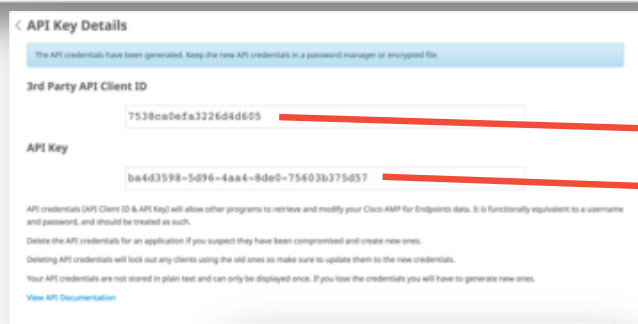 < API Key Details
The API credentials have been generated. Keep the new API credentials in a password manager or encrypted file.
3rd Party API Client ID
7538ca0efa3226d4d605
API Key
ba4d3598-5d96-4aa4-8de0-75603b375d57
API credentials (API Client ID & API Key) will allow other programs to retrieve and modify your Cisco AMP for Endpoints data. It is functionally equivalent to a username
and password, and should be treated as such.
Delete the API credentials for an application if you suspect they have been compromised and create new ones.
Deleting API credentials will lock out any clients using the old ones so make sure to update them to the new credentials.
Your API credentials are not stored in plain text and can only be displayed once. If you lose the credentials you will have to generate new ones.
View API Documentation